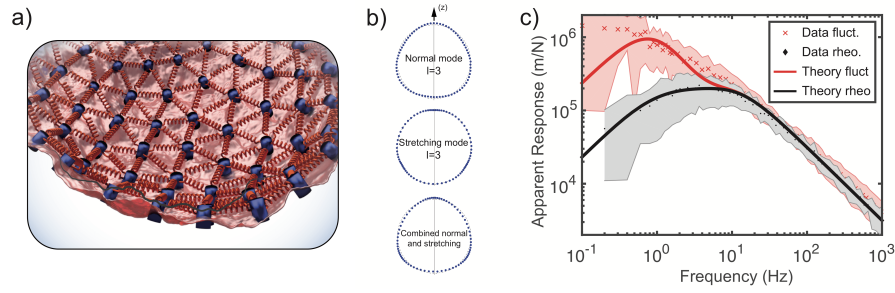 a)
b)
(z)
Normal mode
l=3
Stretching mode
l=3
Combined normal
and stretching
c)
Apparent Response (m/N)
10^6
10^5
10^4
× Data fluct.
♦ Data rheo.
Theory fluct
Theory rheo
10^-1 10^0 10^1 10^2 10^3
Frequency (Hz)